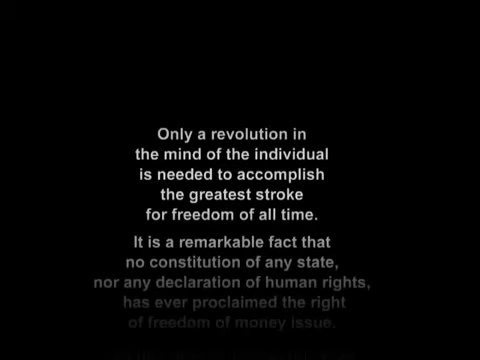 Only a revolution in
the mind of the individual
is needed to accomplish
the greatest stroke
for freedom of all time.
It is a remarkable fact that
no constitution of any state,
nor any declaration of human rights,
has ever proclaimed the right
of freedom of money issue.